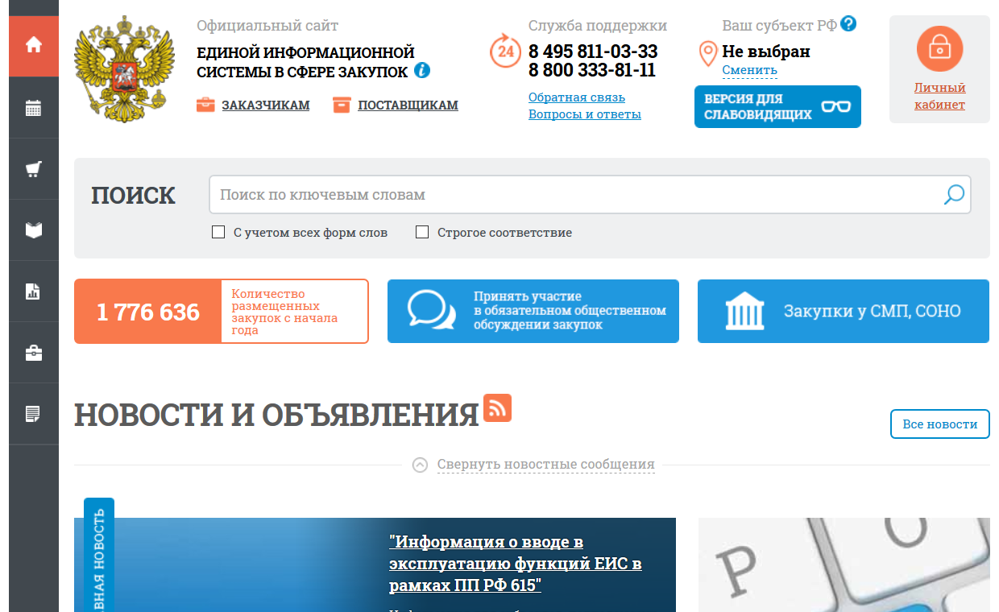 Официальный сайт
ЕДИНОЙ ИНФОРМАЦИОННОЙ
СИСТЕМЫ В СФЕРЕ ЗАКУПОК i
ЗАКАЗЧИКАМ ПОСТАВЩИКАМ
Служба поддержки
24 8 495 811-03-33
8 800 333-81-11
Обратная связь
Вопросы и ответы
Ваш субъект РФ ?
Не выбран
Сменить
ВЕРСИЯ ДЛЯ
СЛАБОВИДЯЩИХ
Личный
кабинет
ПОИСК Поиск по ключевым словам
С учетом всех форм слов Строгое соответствие
1 776 636
Количество
размещенных
закупок с начала
года
Принять участие
в обязательном общественном
обсуждении закупок
Закупки у СМП, СОНО
НОВОСТИ И ОБЪЯВЛЕНИЯ
Все новости
Свернуть новостные сообщения
"Информация о вводе в
эксплуатацию функций ЕИС в
рамках ПП РФ 615"
НОВОСТЬ
Р О